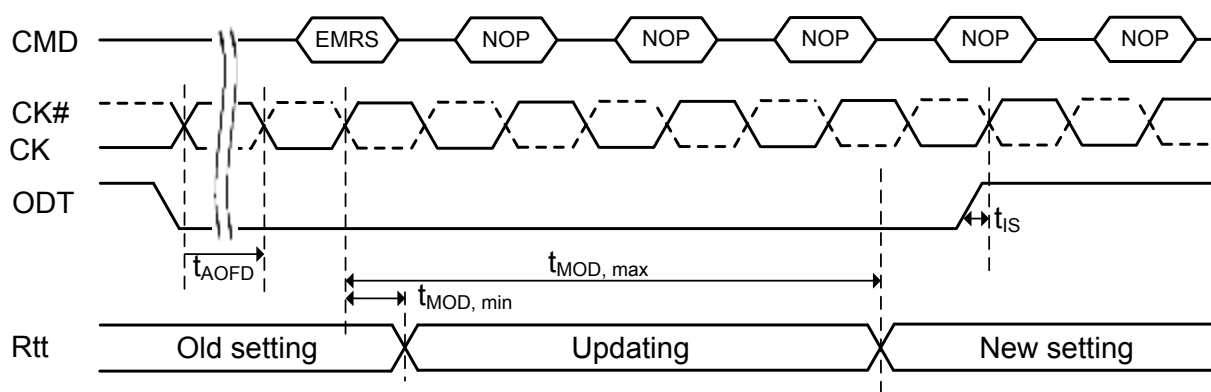 CMD EMRS NOP NOP NOP NOP NOP
CK#
CK
ODT
tIS
tAOFD
tMOD, max
tMOD, min
Rtt Old setting Updating New setting